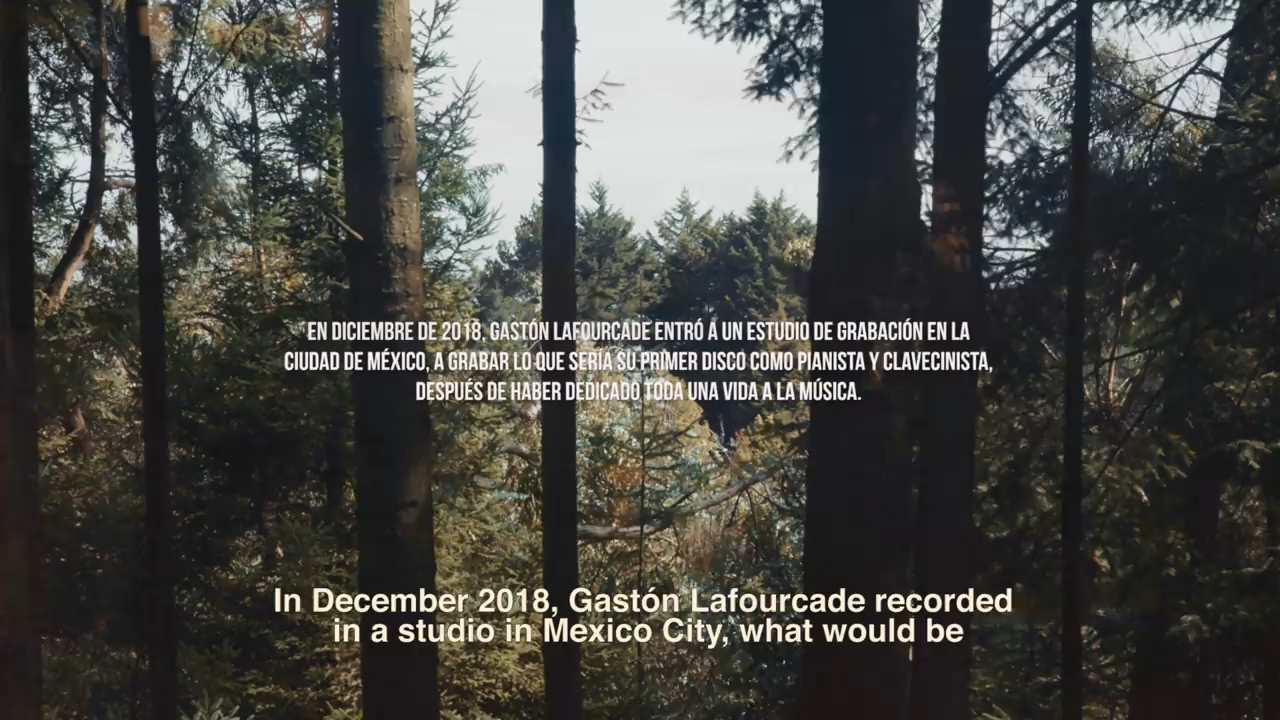 EN DICIEMBRE DE 2018, GASTÓN LAFOURCADE ENTRÓ A UN ESTUDIO DE GRABACIÓN EN LA
CIUDAD DE MÉXICO, A GRABAR LO QUE SERÍA SU PRIMER DISCO COMO PIANISTA Y CLAVECINISTA,
DESPUÉS DE HABER DEDICADO TODA UNA VIDA A LA MÚSICA.
In December 2018, Gastón Lafourcade recorded
in a studio in Mexico City, what would be